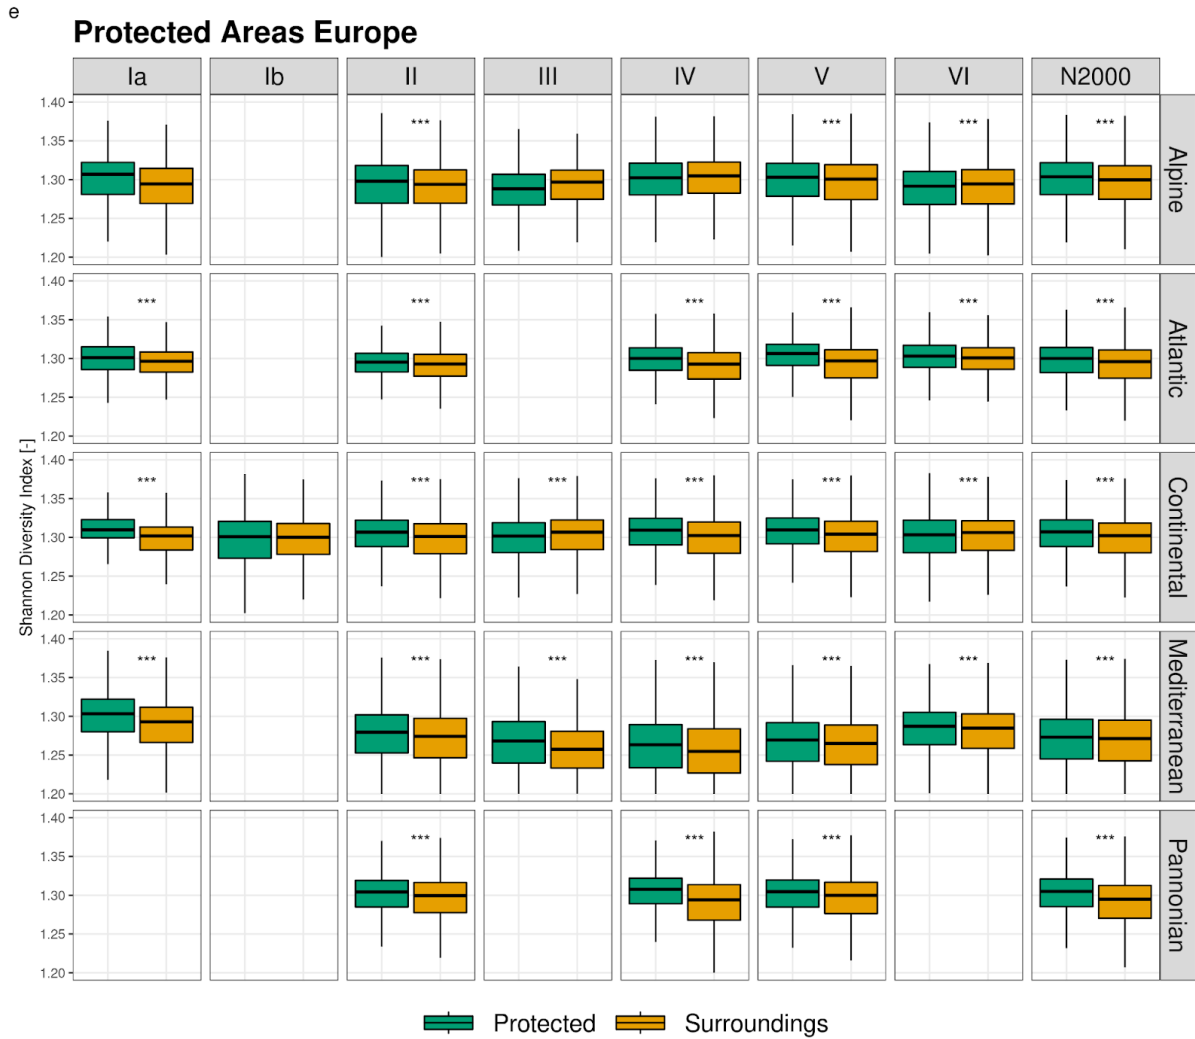 e
Protected Areas Europe
Ia Ib II III IV V VI N2000
Shannon Diversity Index [-]
1.40
1.35 *** *** *** ***
1.30
1.25
1.20
Alpine
1.40
1.35 *** *** *** *** *** ***
1.30
1.25
1.20
Atlantic
1.40
1.35 *** *** *** *** *** *** ***
1.30
1.25
1.20
Continental
1.40
1.35 *** *** *** *** *** *** ***
1.30
1.25
1.20
Mediterranean
1.40
1.35 *** *** *** ***
1.30
1.25
1.20
Pannonian
Protected Surroundings